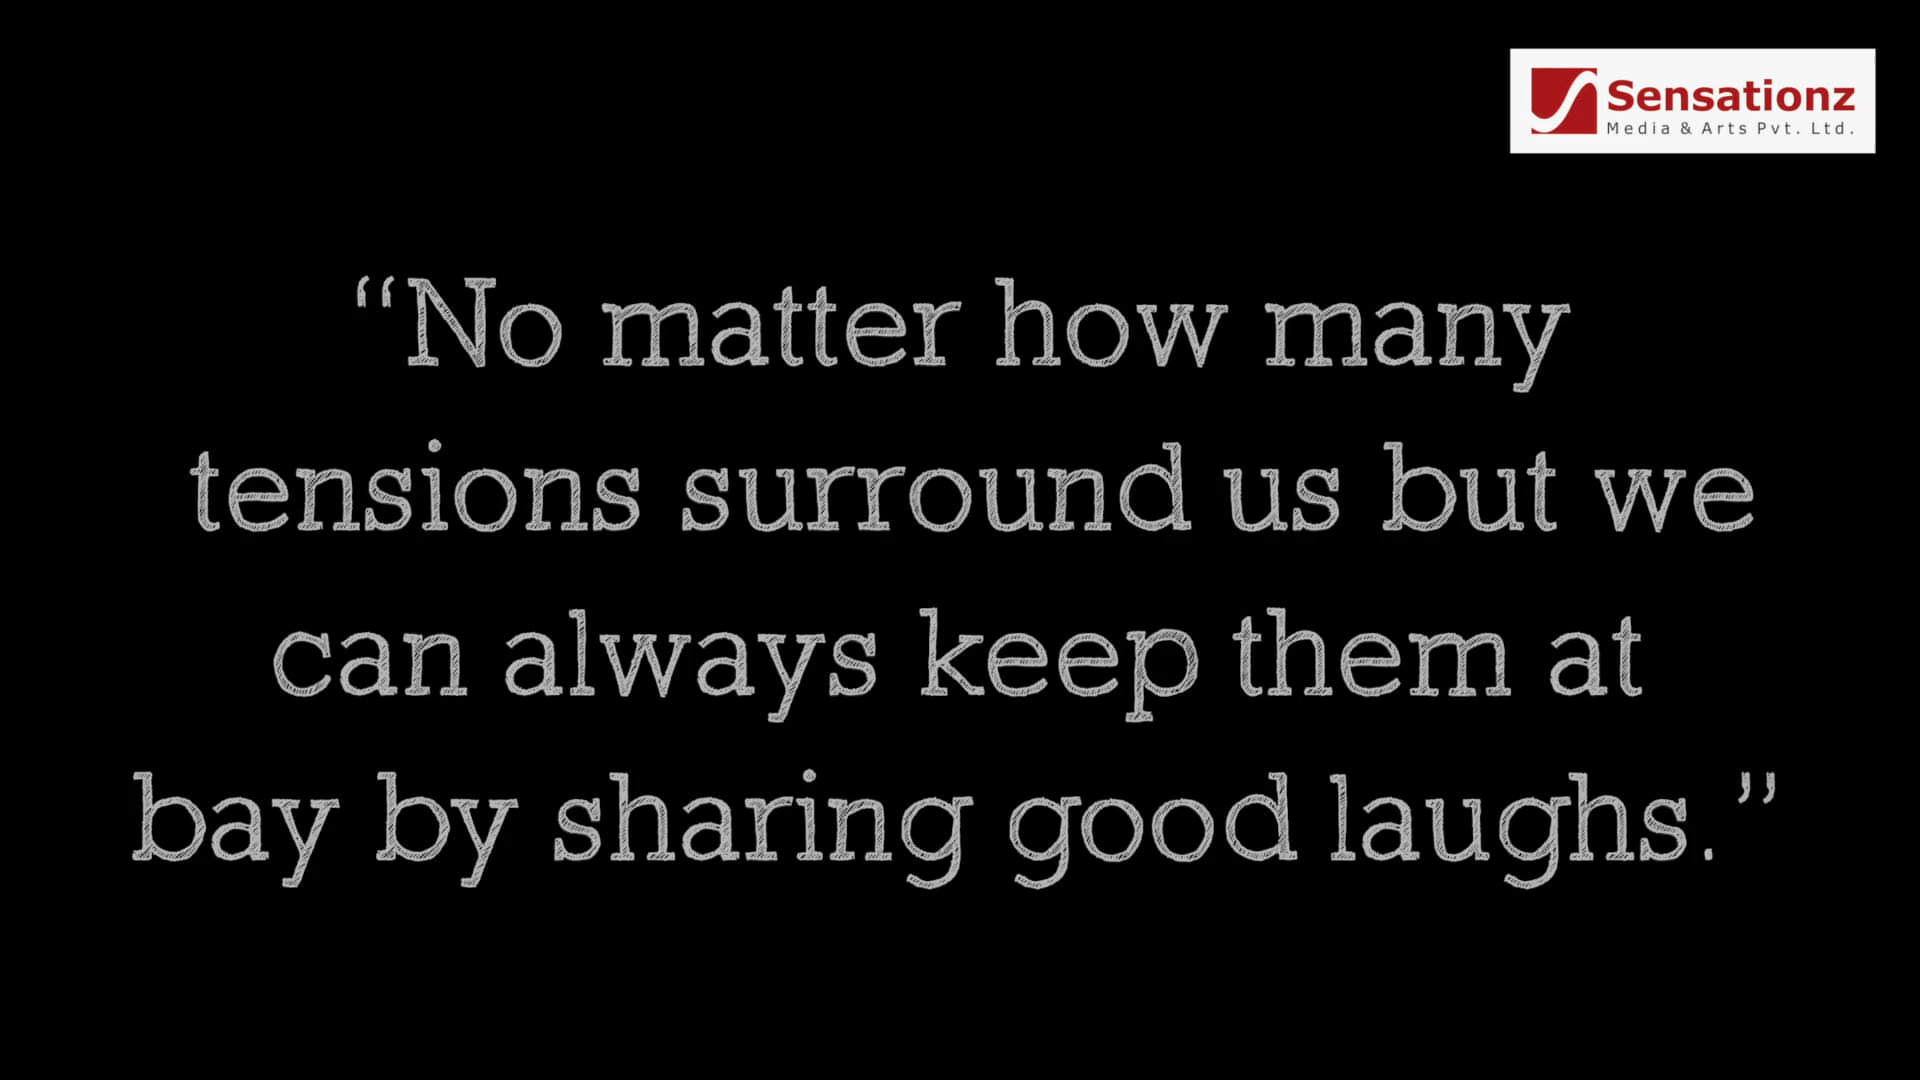 Sensationz
Media & Arts Pvt. Ltd.
“No matter how many
tensions surround us but we
can always keep them at
bay by sharing good laughs.”